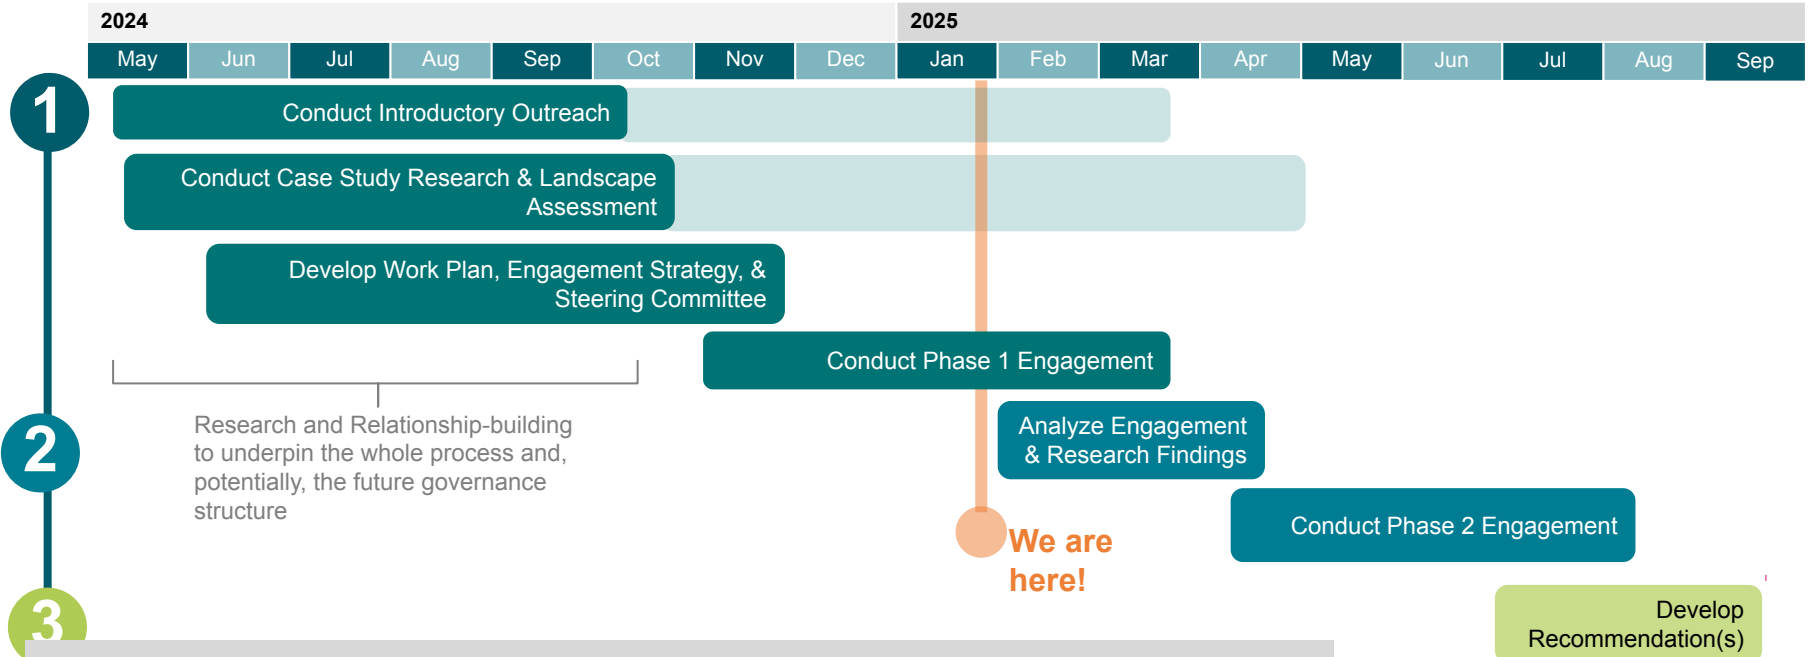 2024
2025
May Jun Jul Aug Sep Oct Nov Dec Jan Feb Mar Apr May Jun Jul Aug Sep
1
Conduct Introductory Outreach
Conduct Case Study Research & Landscape
Assessment
Develop Work Plan, Engagement Strategy, &
Steering Committee
Conduct Phase 1 Engagement
Research and Relationship-building
to underpin the whole process and,
potentially, the future governance
structure
2
Analyze Engagement
& Research Findings
Conduct Phase 2 Engagement
We are
here!
3
Develop
Recommendation(s)